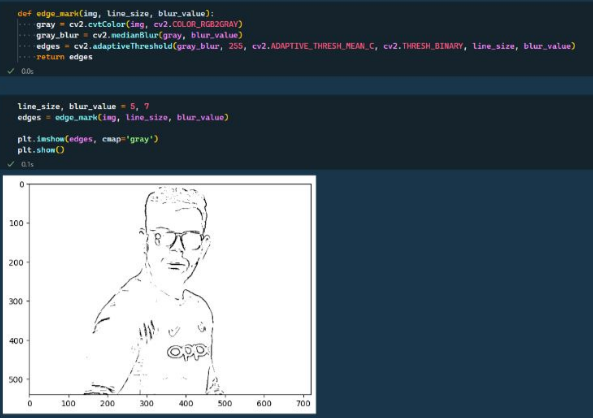 def edge_mark(img, line_size, blur_value):
gray = cv2.cvtColor(img, cv2.COLOR_RGB2GRAY)
gray_blur = cv2.medianBlur(gray, blur_value)
edges = cv2.adaptiveThreshold(gray_blur, 255, cv2.ADAPTIVE_THRESH_MEAN_C, cv2.THRESH_BINARY, line_size, blur_value)
return edges
0.0s
line_size, blur_value = 5, 7
edges = edge_mark(img, line_size, blur_value)
plt.imshow(edges, cmap='gray')
plt.show()
0.1s
0
100
200
300
400
500
0 100 200 300 400 500 600 700